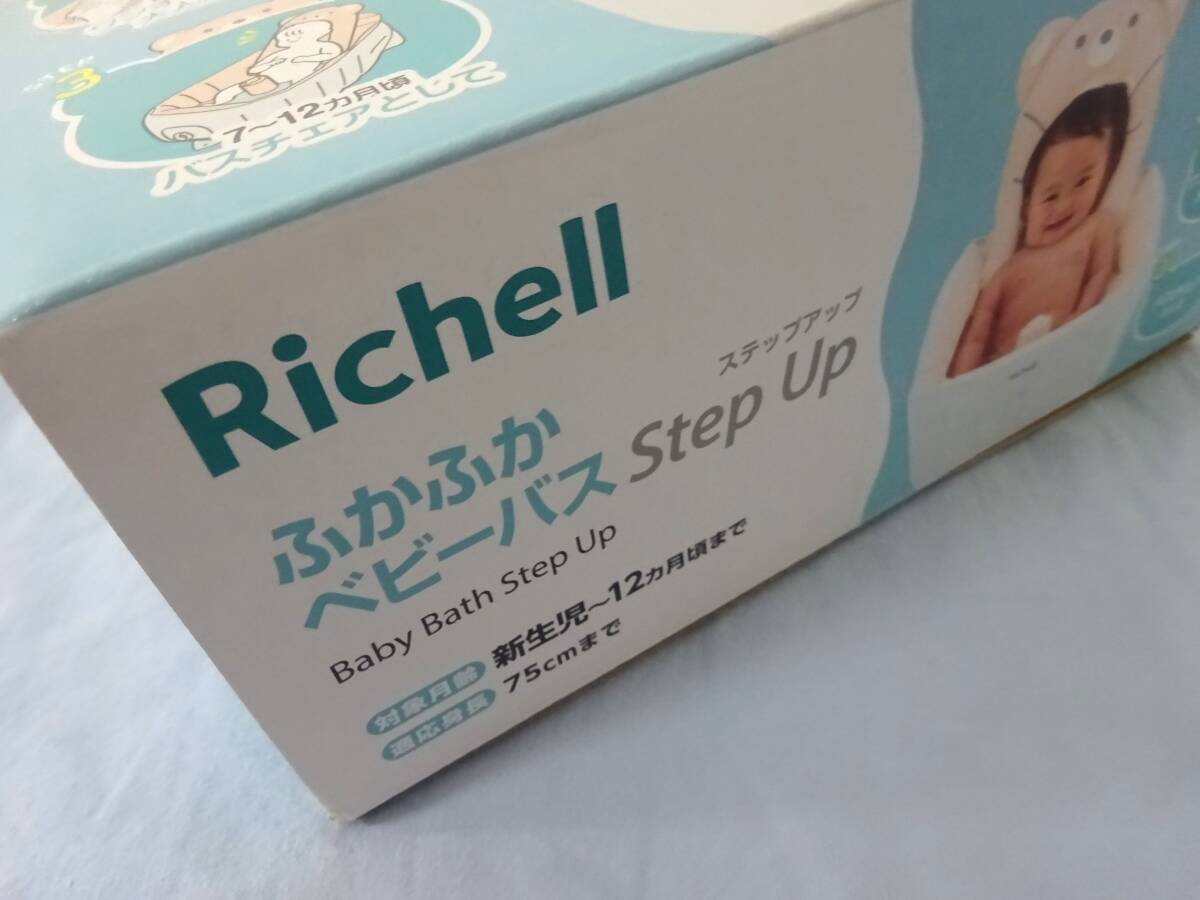 3
7～12カ月頃
バスチェアとして
Richell
ふかふか
ベビーバス
ステップアップ
Step Up
Baby Bath Step Up
対象月齢 新生児～12カ月頃まで
適応身長 75cmまで